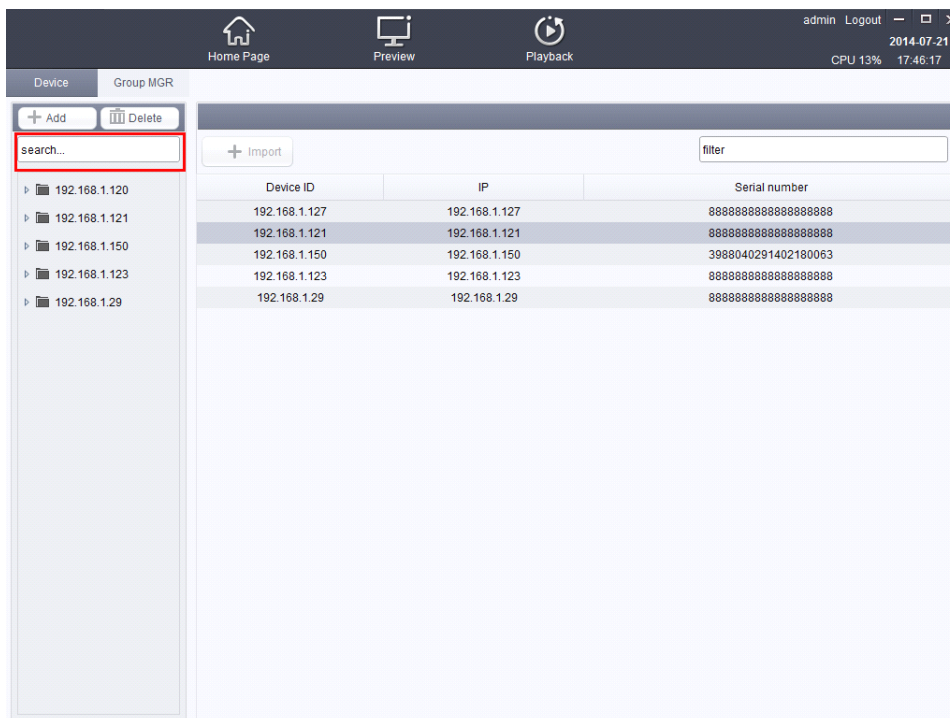 admin Logout
2014-07-21
CPU 13% 17:46:17
Home Page Preview Playback
Device Group MGR
Add Delete
search...
192.168.1.120
192.168.1.121
192.168.1.150
192.168.1.123
192.168.1.29
Import filter
Device ID IP Serial number
192.168.1.127 192.168.1.127 8888888888888888888
192.168.1.121 192.168.1.121 8888888888888888888
192.168.1.150 192.168.1.150 3988040291402180063
192.168.1.123 192.168.1.123 8888888888888888888
192.168.1.29 192.168.1.29 8888888888888888888